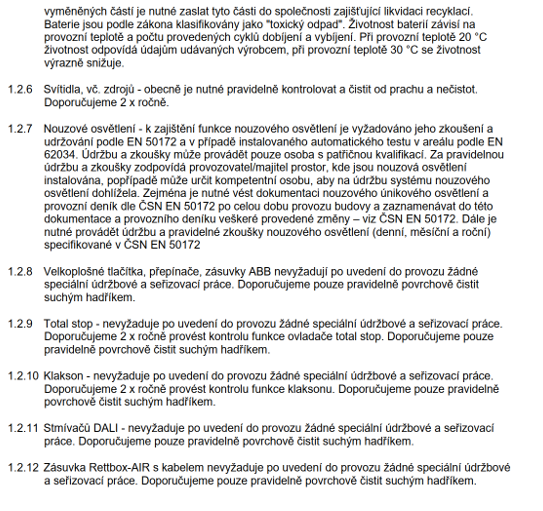 vyměněných částí je nutné zaslat tyto části do společnosti zajišťující likvidaci recyklací.
Baterie jsou podle zákona klasifikovány jako "toxický odpad". Životnost baterií závisí na
provozní teplotě a počtu provedených cyklů dobíjení a vybíjení. Při provozní teplotě 20 °C
životnost odpovídá údajům udávaných výrobcem, při provozní teplotě 30 °C se životnost
výrazně snižuje.
1.2.6 Svítidla, vč. zdrojů - obecně je nutné pravidelně kontrolovat a čistit od prachu a nečistot.
Doporučujeme 2 x ročně.
1.2.7 Nouzové osvětlení - k zajištění funkce nouzového osvětlení je vyžadováno jeho zkoušení a
udržování podle EN 50172 a v případě instalovaného automatického testu v areálu podle EN
62034. Údržbu a zkoušky může provádět pouze osoba s patřičnou kvalifikací. Za pravidelnou
údržbu a zkoušky zodpovídá provozovatel/majitel prostor, kde jsou nouzová osvětlení
instalována, popřípadě může určit kompetentní osobu, aby na údržbu systému nouzového
osvětlení dohlížela. Zejména je nutné vést dokumentaci nouzového únikového osvětlení a
provozní deník dle ČSN EN 50172 po celou dobu provozu budovy a zaznamenávat do této
dokumentace a provozního deníku veškeré provedené změny – viz ČSN EN 50172. Dále je
nutné provádět údržbu a pravidelné zkoušky nouzového osvětlení (denní, měsíční a roční)
specifikované v ČSN EN 50172
1.2.8 Velkoplošné tlačítka, přepínače, zásuvky ABB nevyžadují po uvedení do provozu žádné
speciální údržbové a seřizovací práce. Doporučujeme pouze pravidelně povrchově čistit
suchým hadříkem.
1.2.9 Total stop - nevyžaduje po uvedení do provozu žádné speciální údržbové a seřizovací práce.
Doporučujeme 2 x ročně provést kontrolu funkce ovladače total stop. Doporučujeme pouze
pravidelně povrchově čistit suchým hadříkem.
1.2.10 Klakson - nevyžaduje po uvedení do provozu žádné speciální údržbové a seřizovací práce.
Doporučujeme 2 x ročně provést kontrolu funkce klaksonu. Doporučujeme pouze pravidelně
povrchově čistit suchým hadříkem.
1.2.11 Stmívačů DALI - nevyžaduje po uvedení do provozu žádné speciální údržbové a seřizovací
práce. Doporučujeme pouze pravidelně povrchově čistit suchým hadříkem.
1.2.12 Zásuvka Rettbox-AIR s kabelem nevyžaduje po uvedení do provozu žádné speciální údržbové
a seřizovací práce. Doporučujeme pouze pravidelně povrchově čistit suchým hadříkem.